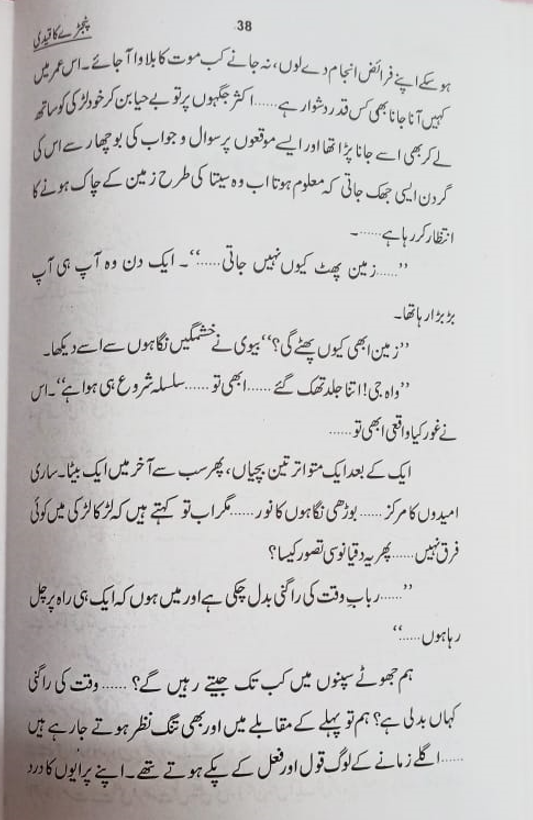 38
پنجرے کا قیدی
ہو سکے اپنے فرائض انجام دے لوں، نہ جانے کب موت کا بلاوا آ جائے۔ اس عمر میں
کہیں آنا جانا بھی کس قدر دشوار ہے...... اکثر جگہوں پر تو بے حیا بن کر خود لڑکی کو ساتھ
لے کر بھی اسے جانا پڑا تھا اور ایسے موقعوں پر سوال و جواب کی بوچھار سے اس کی
گردن ایسی جھک جاتی کہ معلوم ہوتا اب وہ سیتا کی طرح زمین کے چاک ہونے کا
انتظار کر رہا ہے......۔
”......زمین پھٹ کیوں نہیں جاتی......“۔ ایک دن وہ آپ ہی آپ
بڑبڑا رہا تھا۔
”زمین ابھی کیوں پھٹے گی؟“ بیوی نے خشمگیں نگاہوں سے اسے دیکھا۔
”واہ جی! اتنا جلد تھک گئے...... ابھی تو...... سلسلہ شروع ہی ہوا ہے“۔ اس
نے غور کیا واقعی ابھی تو......
ایک کے بعد ایک متواتر تین بچیاں، پھر سب سے آخر میں ایک بیٹا۔ ساری
امیدوں کا مرکز...... بوڑھی نگاہوں کا نور...... مگر اب تو کہتے ہیں کہ لڑکا لڑکی میں کوئی
فرق نہیں...... پھر یہ دقیانوسی تصور کیسا؟
”......ربابِ وقت کی راگنی بدل چکی ہے اور میں ہوں کہ ایک ہی راہ پر چل
رہا ہوں......“
ہم جھوٹے سپنوں میں کب تک جیتے رہیں گے؟ ...... وقت کی راگنی
کہاں بدلی ہے؟ ہم تو پہلے کے مقابلے میں اور بھی تنگ نظر ہوتے جا رہے ہیں
......اگلے زمانے کے لوگ قول اور فعل کے پکے ہوتے تھے۔ اپنے پرایوں کا درد